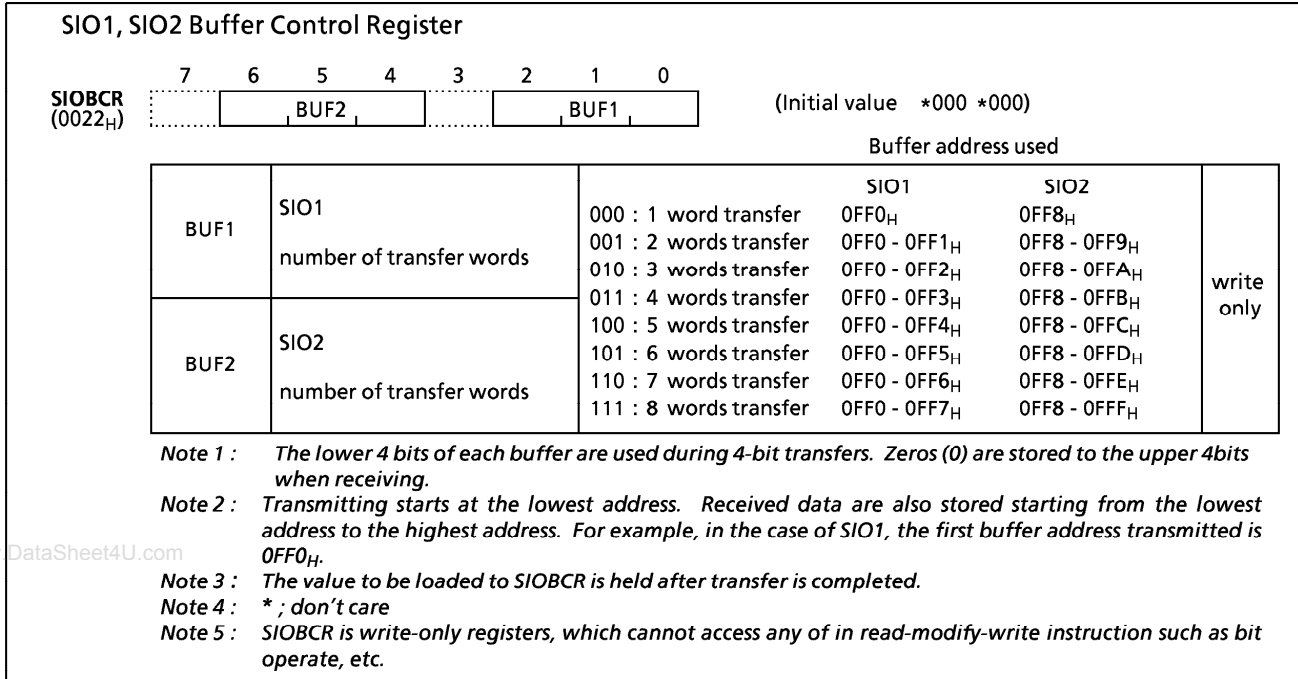 SIO1, SIO2 Buffer Control Register
7 6 5 4 3 2 1 0
SIOBCR
(0022H)
BUF2 BUF1 (Initial value *000 *000)
Buffer address used
SIO1 SIO2
BUF1 SIO1
number of transfer words
BUF2 SIO2
number of transfer words
000 : 1 word transfer 0FF0H 0FF8H
001 : 2 words transfer 0FF0 - 0FF1H 0FF8 - 0FF9H
010 : 3 words transfer 0FF0 - 0FF2H 0FF8 - 0FFAH
011 : 4 words transfer 0FF0 - 0FF3H 0FF8 - 0FFBH
100 : 5 words transfer 0FF0 - 0FF4H 0FF8 - 0FFCH
101 : 6 words transfer 0FF0 - 0FF5H 0FF8 - 0FFDH
110 : 7 words transfer 0FF0 - 0FF6H 0FF8 - 0FFEH
111 : 8 words transfer 0FF0 - 0FF7H 0FF8 - 0FFFH
write
only
Note 1 : The lower 4 bits of each buffer are used during 4-bit transfers. Zeros (0) are stored to the upper 4bits
when receiving.
Note 2 : Transmitting starts at the lowest address. Received data are also stored starting from the lowest
address to the highest address. For example, in the case of SIO1, the first buffer address transmitted is
0FF0H.
.DataSheet4U.com
Note 3 : The value to be loaded to SIOBCR is held after transfer is completed.
Note 4 : * ; don't care
Note 5 : SIOBCR is write-only registers, which cannot access any of in read-modify-write instruction such as bit
operate, etc.